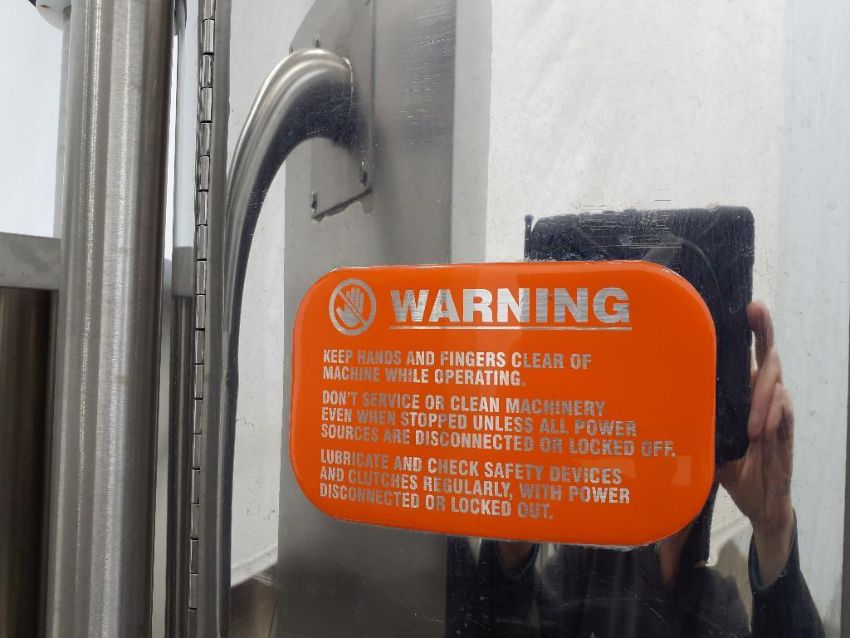 WARNING
KEEP HANDS AND FINGERS CLEAR OF
MACHINE WHILE OPERATING.
DON'T SERVICE OR CLEAN MACHINERY
EVEN WHEN STOPPED UNLESS ALL POWER
SOURCES ARE DISCONNECTED OR LOCKED OFF.
LUBRICATE AND CHECK SAFETY DEVICES
AND CLUTCHES REGULARLY, WITH POWER
DISCONNECTED OR LOCKED OUT.